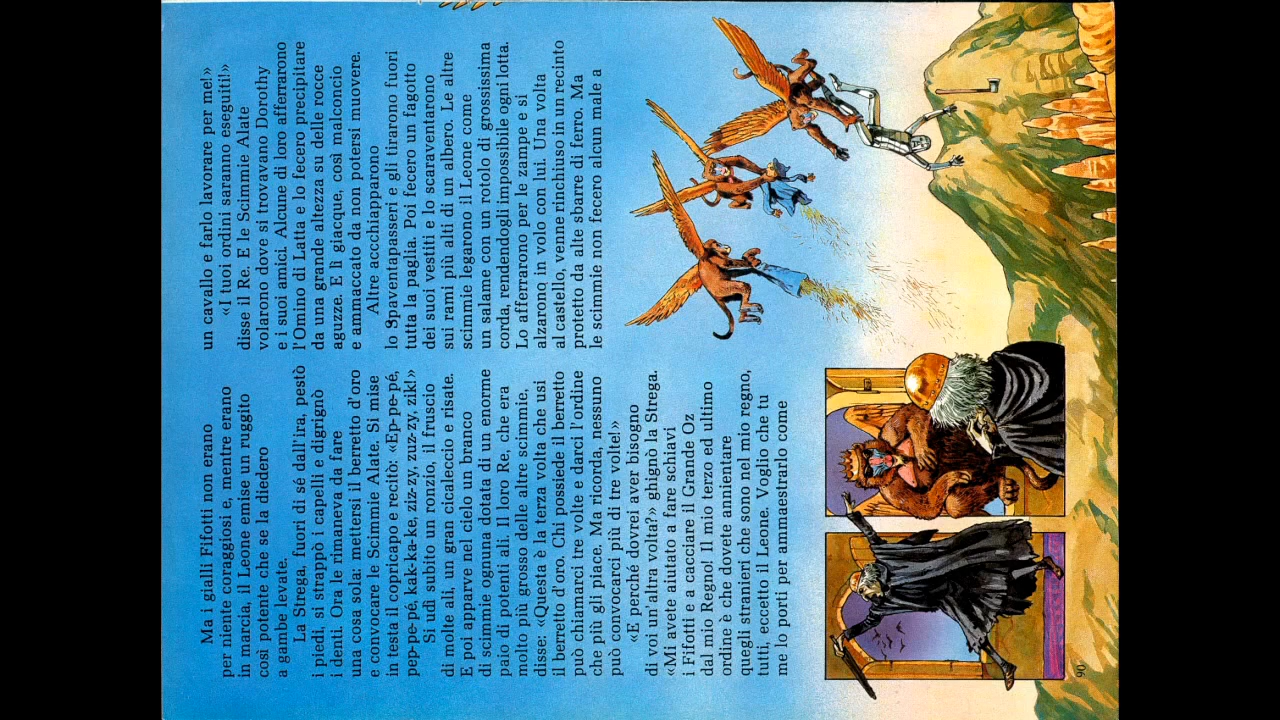 Ma i gialli Fifotti non erano
per niente coraggiosi e, mentre erano
in marcia, il Leone emise un ruggito
così potente che se la diedero
a gambe levate.
La Strega, fuori di sé dall'ira, pestò
i piedi, si strappò i capelli e digrignò
i denti. Ora le rimaneva da fare
una cosa sola: mettersi il berretto d'oro
e convocare le Scimmie Alate. Si mise
in testa il copricapo e recitò: «Ep-pe-pé,
pep-pe-pé, kak-ka-ke, ziz-zy, zuz-zy, zik!»
Si udì subito un ronzio, il fruscio
di molte ali, un gran cicaleccio e risate.
E poi apparve nel cielo un branco
di scimmie ognuna dotata di un enorme
paio di potenti ali. Il loro Re, che era
molto più grosso delle altre scimmie,
disse: «Questa è la terza volta che usi
il berretto d'oro. Chi possiede il berretto
può chiamarci tre volte e darci l'ordine
che più gli piace. Ma ricorda, nessuno
può convocarci più di tre volte!»
«E perché dovrei aver bisogno
di voi un'altra volta?» ghignò la Strega.
«Mi avete aiutato a fare schiavi
i Fifotti e a cacciare il Grande Oz
dal mio Regno! Il mio terzo ed ultimo
ordine è che dovete annientare
quegli stranieri che sono nel mio regno,
tutti, eccetto il Leone. Voglio che tu
me lo porti per ammaestrarlo come
un cavallo e farlo lavorare per me!»
«I tuoi ordini saranno eseguiti!»
disse il Re. E le Scimmie Alate
volarono dove si trovavano Dorothy
e i suoi amici. Alcune di loro afferrarono
l'Omino di Latta e lo fecero precipitare
da una grande altezza su delle rocce
aguzze. E lì giacque, così malconcio
e ammaccato da non potersi muovere.
Altre acchiapparono
lo Spaventapasseri e gli tirarono fuori
tutta la paglia. Poi fecero un fagotto
dei suoi vestiti e lo scaraventarono
sui rami più alti di un albero. Le altre
scimmie legarono il Leone come
un salame con un rotolo di grossissima
corda, rendendogli impossibile ogni lotta.
Lo afferrarono per le zampe e si
alzarono in volo con lui. Una volta
al castello, venne rinchiuso in un recinto
protetto da alte sbarre di ferro. Ma
le scimmie non fecero alcun male a
90